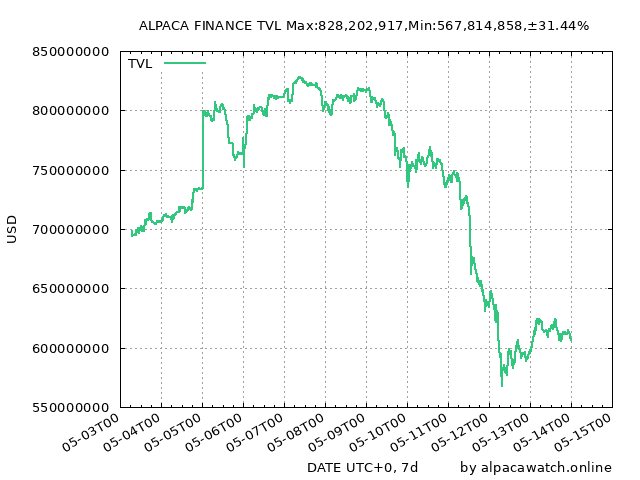 ALPACA FINANCE TVL Max:828,202,917,Min:567,814,858,±31.44%
TVL
850000000
800000000
750000000
700000000
650000000
600000000
550000000
USD
05-03T00
05-04T00
05-05T00
05-06T00
05-07T00
05-08T00
05-09T00
05-10T00
05-11T00
05-12T00
05-13T00
05-14T00
05-15T00
DATE UTC+0, 7d
by alpacawatch.online